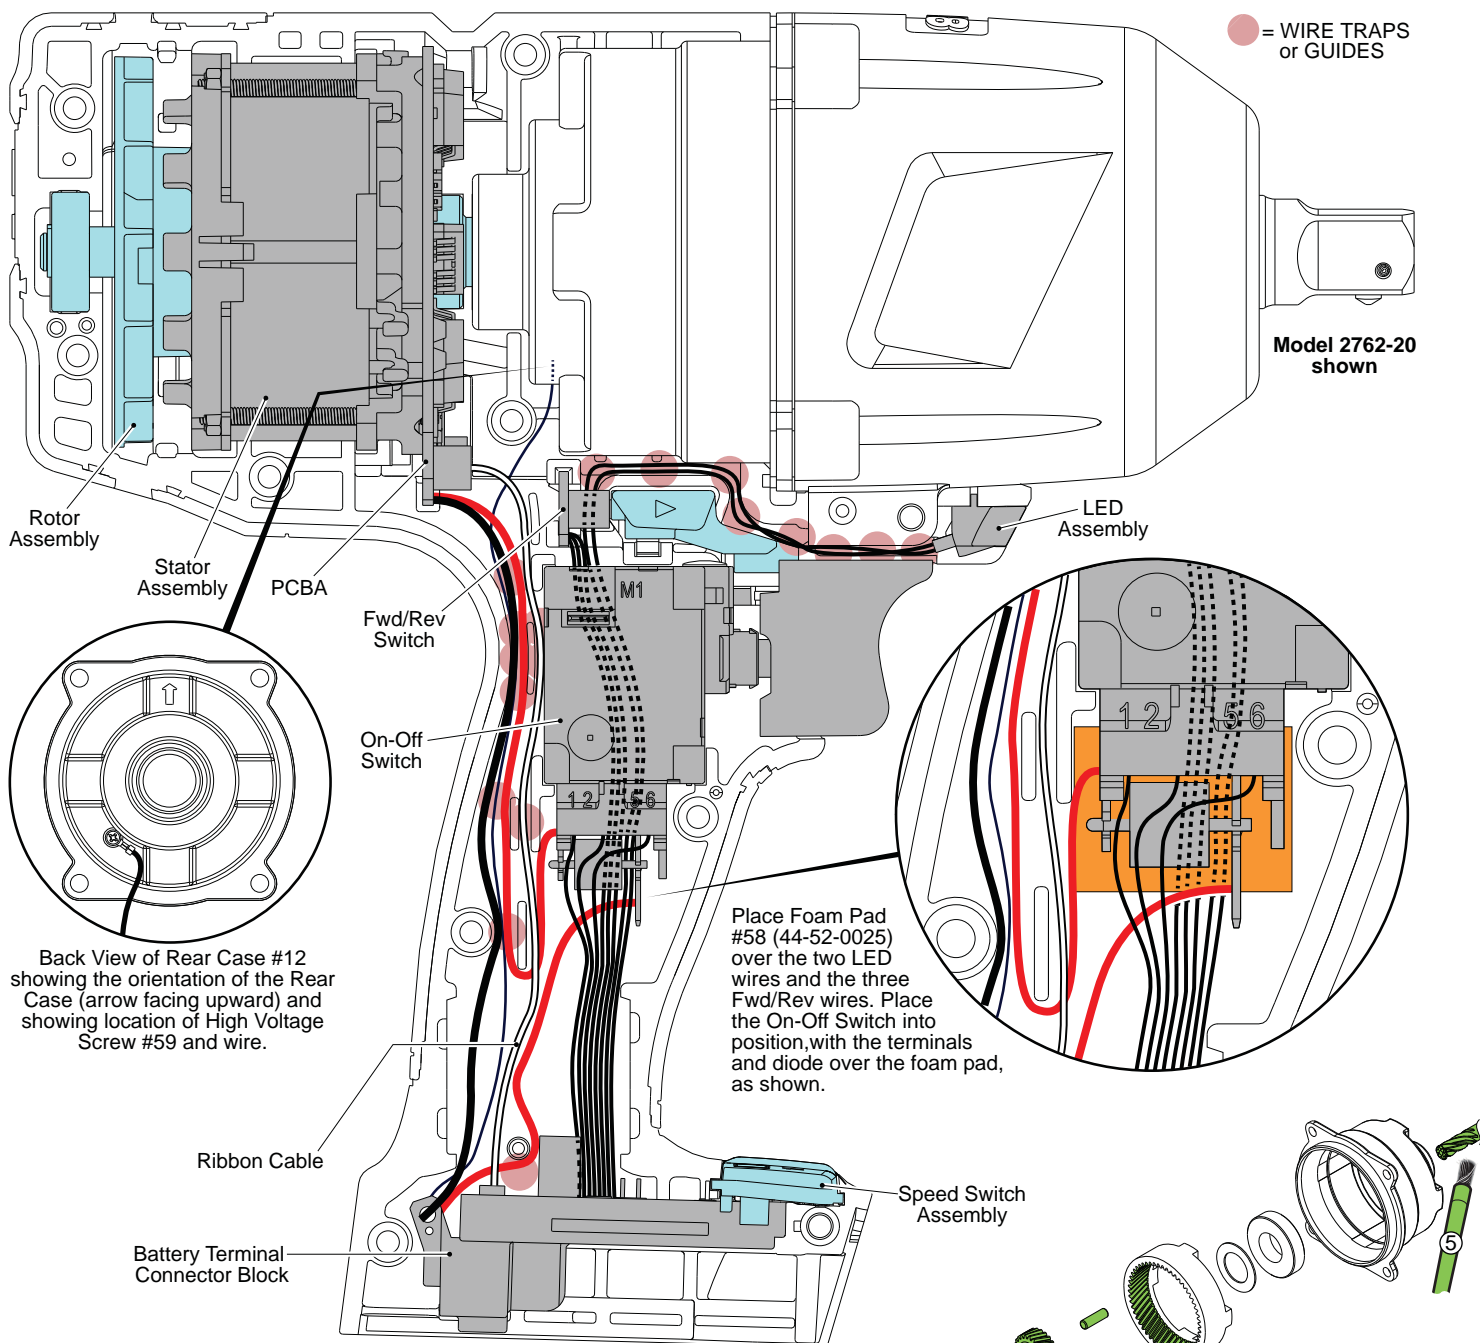 = WIRE TRAPS
or GUIDES
Model 2762-20
shown
Rotor
Assembly
Stator
Assembly
PCBA
Fwd/Rev
Switch
LED
Assembly
M1
On-Off
Switch
1 2 5 6
1 2 5 6
Back View of Rear Case #12
showing the orientation of the Rear
Case (arrow facing upward) and
showing location of High Voltage
Screw #59 and wire.
Place Foam Pad
#58 (44-52-0025)
over the two LED
wires and the three
Fwd/Rev wires. Place
the On-Off Switch into
position,with the terminals
and diode over the foam pad,
as shown.
Ribbon Cable
Speed Switch
Assembly
Battery Terminal
Connector Block
5